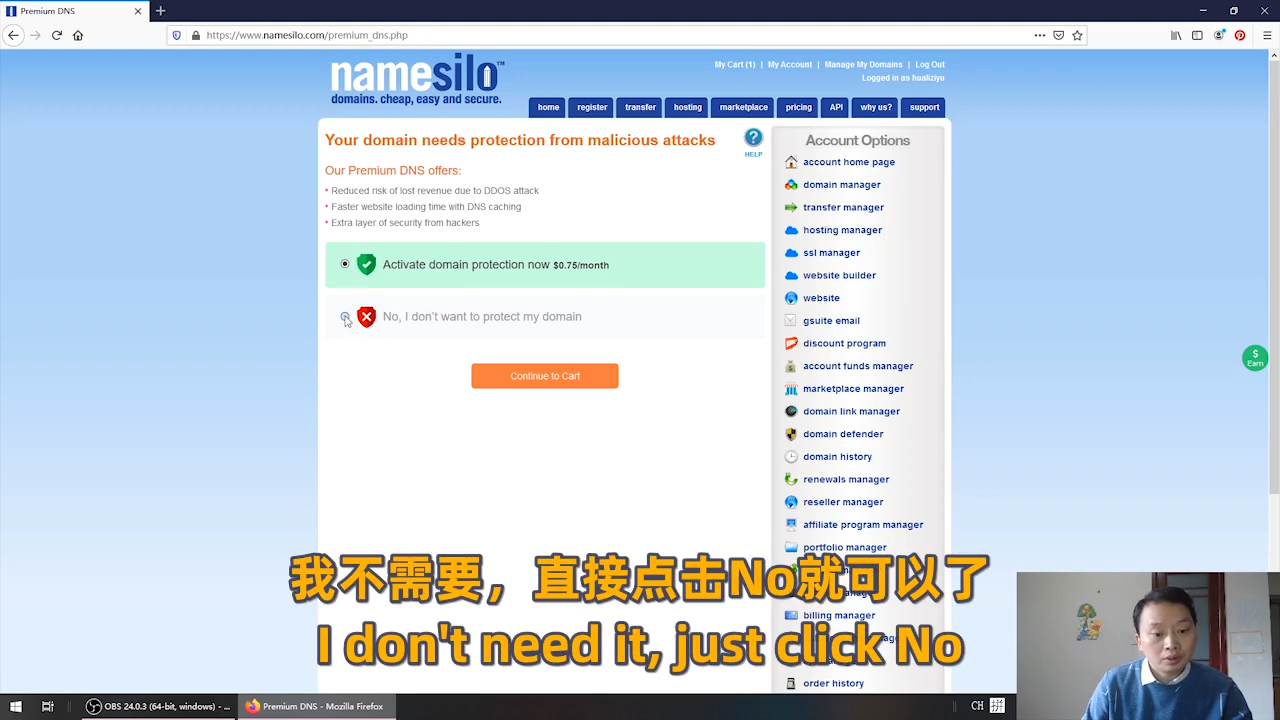 Premium DNS
https://www.namesilo.com/premium_dns.php
namesilo™
domains. cheap, easy and secure.
My Cart (1) | My Account | Manage My Domains | Log Out
Logged in as hualiziyu
home
register
transfer
hosting
marketplace
pricing
API
why us?
support
Your domain needs protection from malicious attacks
HELP
Our Premium DNS offers:
• Reduced risk of lost revenue due to DDOS attack
• Faster website loading time with DNS caching
• Extra layer of security from hackers
Activate domain protection now $0.75/month
No, I don't want to protect my domain
Continue to Cart
Account Options
account home page
domain manager
transfer manager
hosting manager
ssl manager
website builder
website
gsuite email
discount program
account funds manager
marketplace manager
domain link manager
domain defender
domain history
renewals manager
reseller manager
affiliate program manager
portfolio manager
billing manager
order history
$
Earn
我不需要，直接点击No就可以了
I don't need it, just click No
OBS 24.0.3 (64-bit, windows) - ...
Premium DNS - Mozilla Firefox
CH 拼